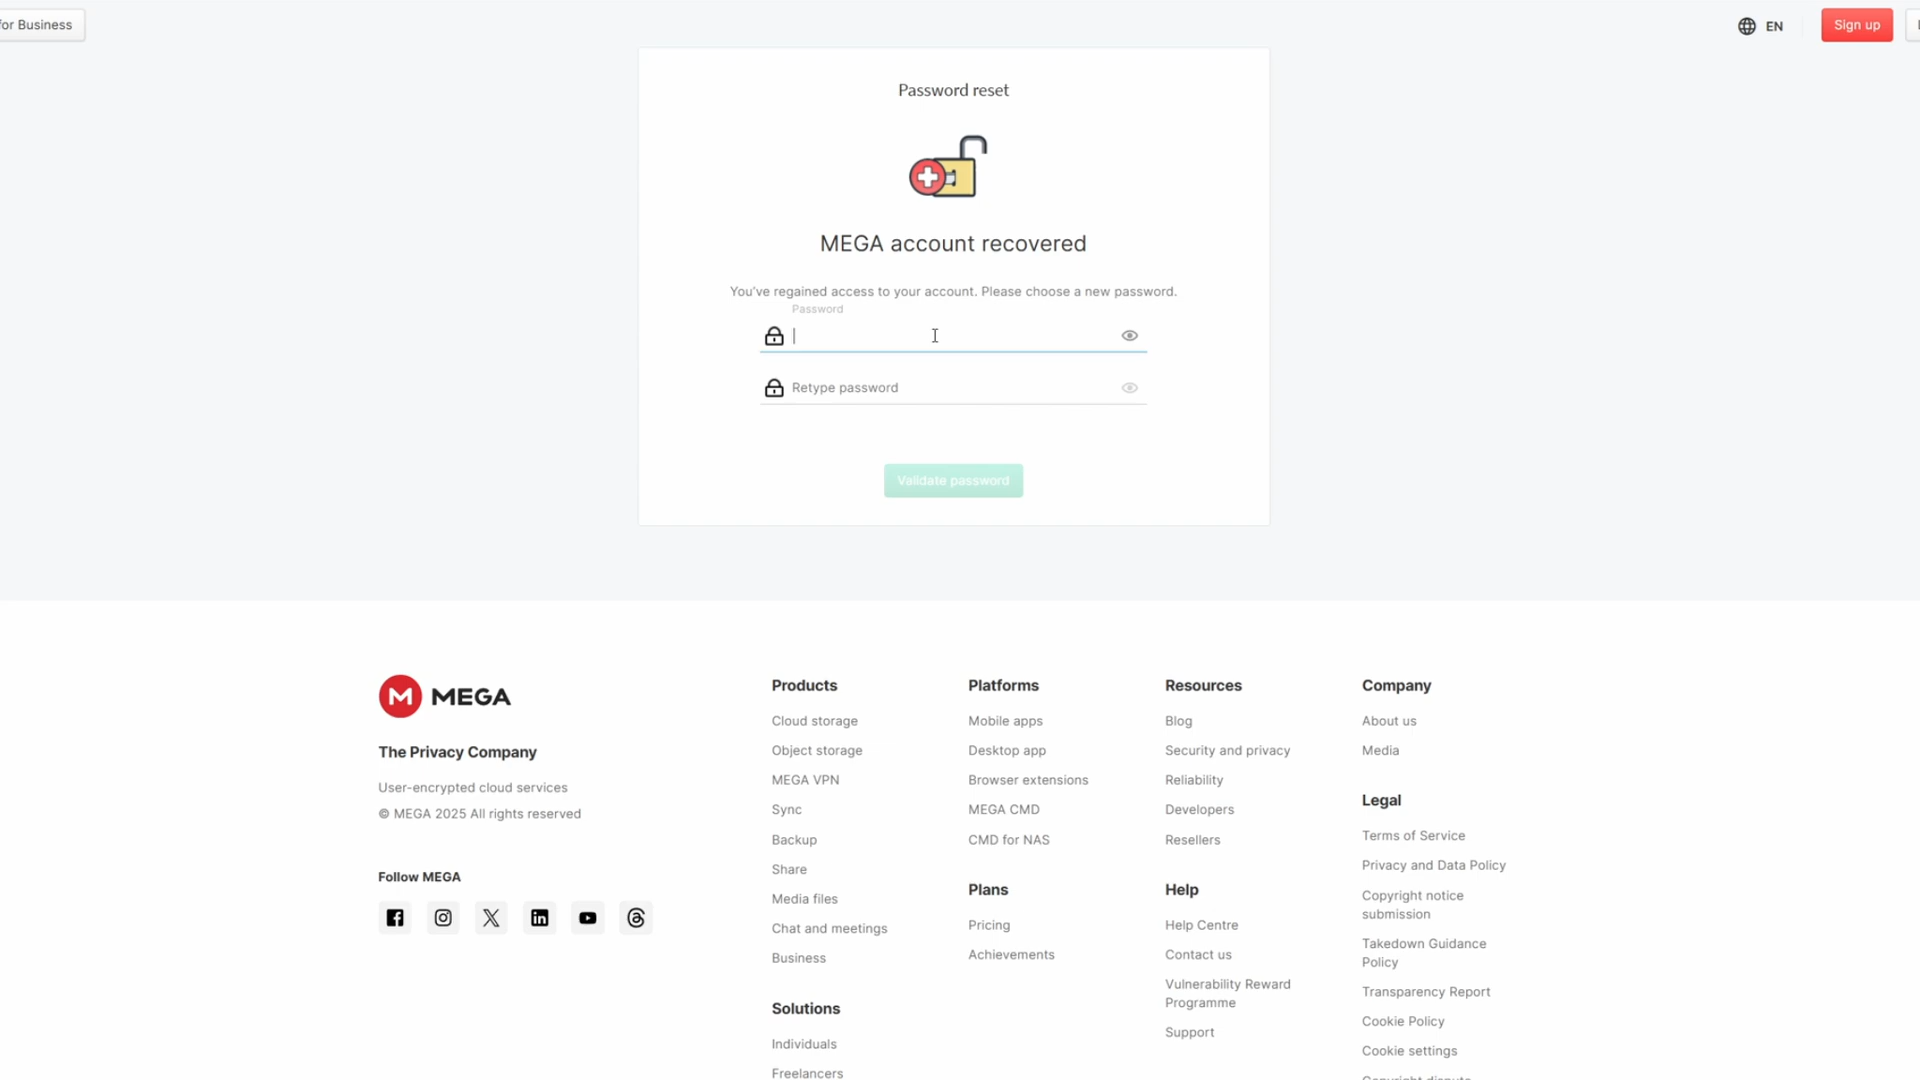 for Business
EN
Sign up
Password reset
MEGA account recovered
You've regained access to your account. Please choose a new password.
Password
Retype password
Validate password
MEGA
The Privacy Company
User-encrypted cloud services
© MEGA 2025 All rights reserved
Follow MEGA
Products
Cloud storage
Object storage
MEGA VPN
Sync
Backup
Share
Media files
Chat and meetings
Business
Solutions
Individuals
Freelancers
Platforms
Mobile apps
Desktop app
Browser extensions
MEGA CMD
CMD for NAS
Plans
Pricing
Achievements
Resources
Blog
Security and privacy
Reliability
Developers
Resellers
Help
Help Centre
Contact us
Vulnerability Reward
Programme
Support
Company
About us
Media
Legal
Terms of Service
Privacy and Data Policy
Copyright notice
submission
Takedown Guidance
Policy
Transparency Report
Cookie Policy
Cookie settings